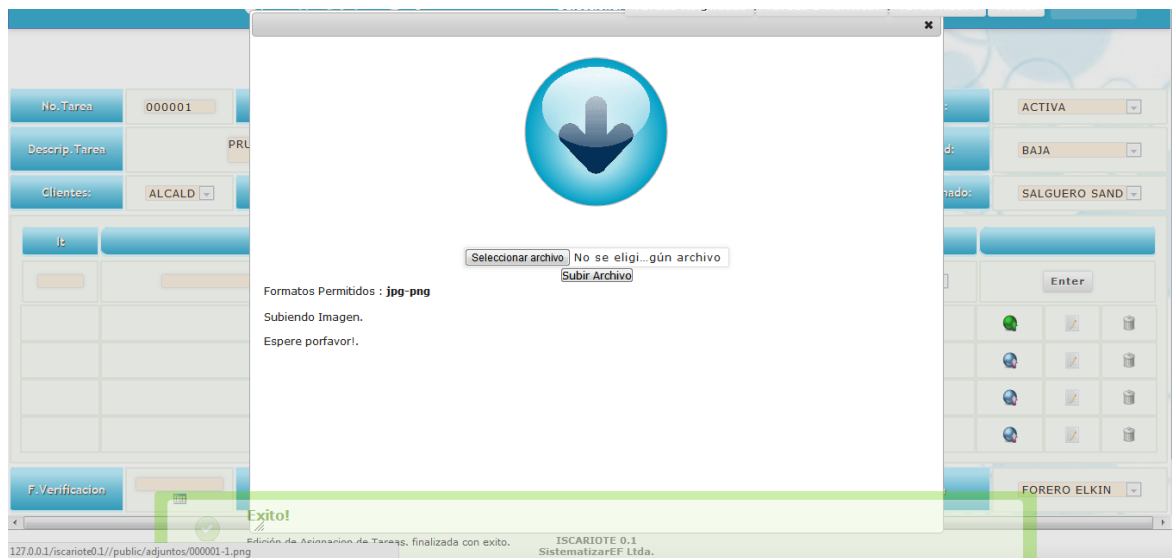 No.Tarea
000001
ACTIVA
Descrip.Tarea
PRU
d:
BAJA
Clientes:
ALCALD
nado:
SALGUERO SAND
It
Seleccionar archivo No se eligi...gún archivo
Subir Archivo
Enter
Formatos Permitidos : jpg-png
Subiendo Imagen.
Espere porfavor!.
F.Verificacion
FORERO ELKIN
Exito!
Edición de Asignacion de Tareas. finalizada con exito.
ISCARIOTE 0.1
SistematizarEF Ltda.
127.0.0.1/iscariote0.1//public/adjuntos/000001-1.png